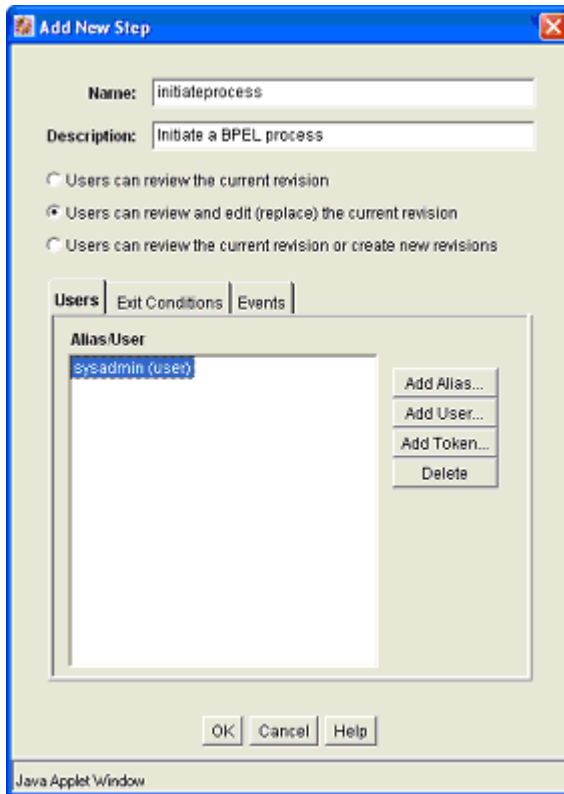 Add New Step
Name: initiateprocess
Description: Initiate a BPEL process
Users can review the current revision
Users can review and edit (replace) the current revision
Users can review the current revision or create new revisions
Users Exit Conditions Events
Alias/User
sysadmin (user)
Add Alias...
Add User...
Add Token...
Delete
OK Cancel Help
Java Applet Window